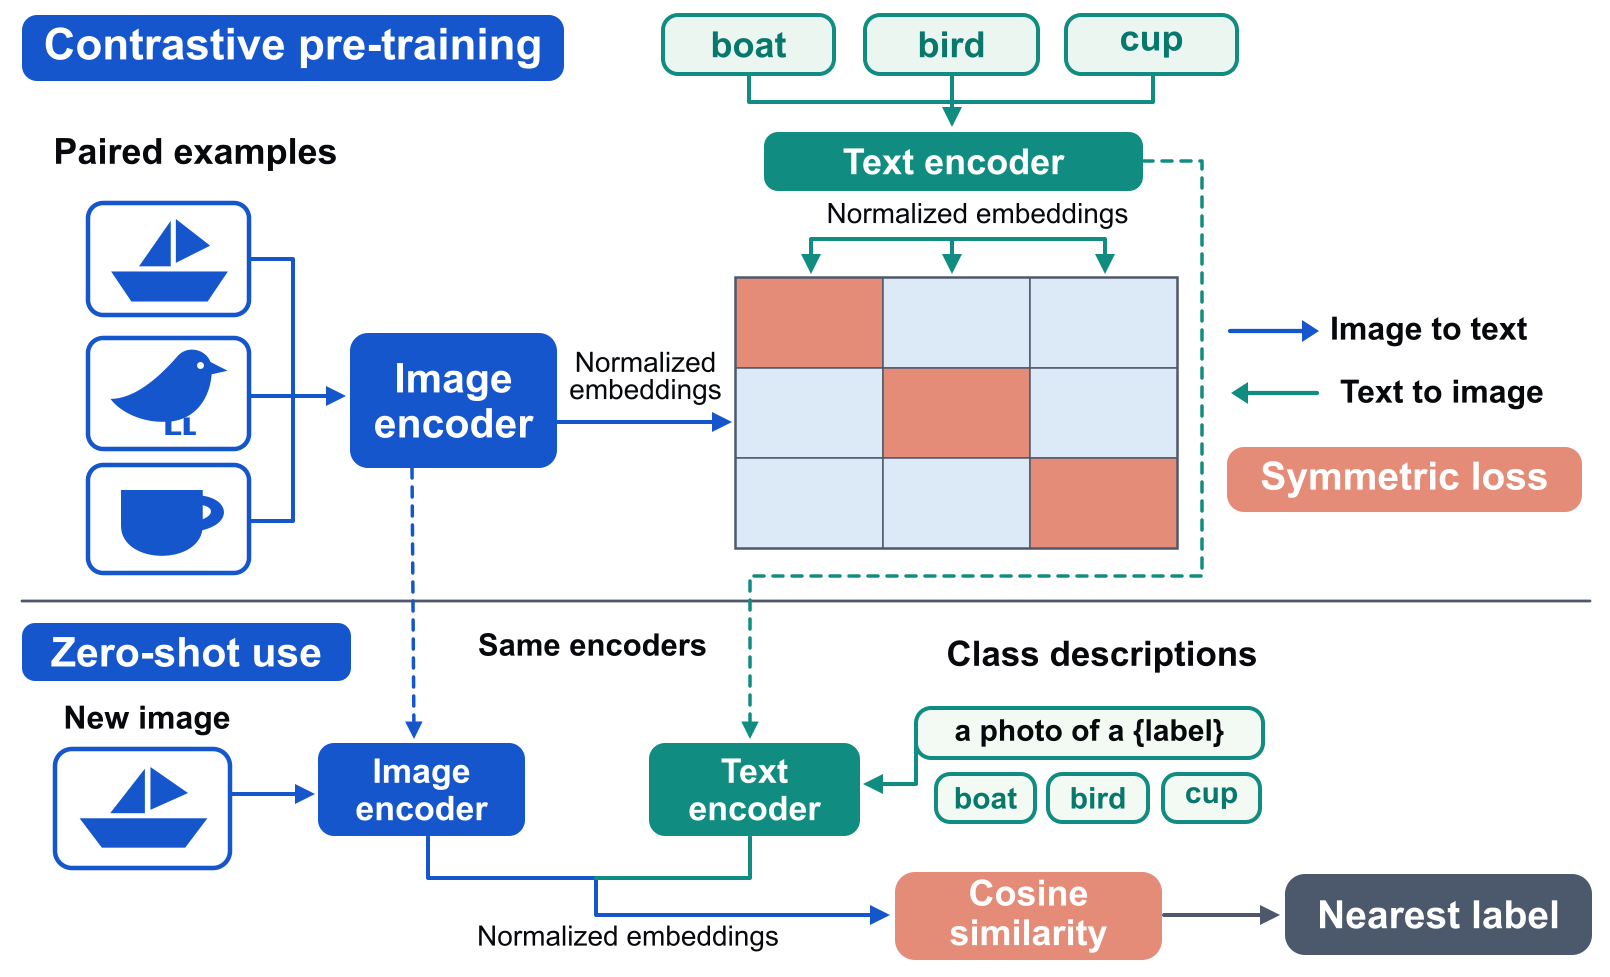 Contrastive pre-training
boat
bird
cup
Paired examples
Text encoder
Normalized embeddings
Image
encoder
Normalized
embeddings
Image to text
Text to image
Symmetric loss
Zero-shot use
Same encoders
Class descriptions
New image
a photo of a {label}
Image
encoder
Text
encoder
boat
bird
cup
Normalized embeddings
Cosine
similarity
Nearest label